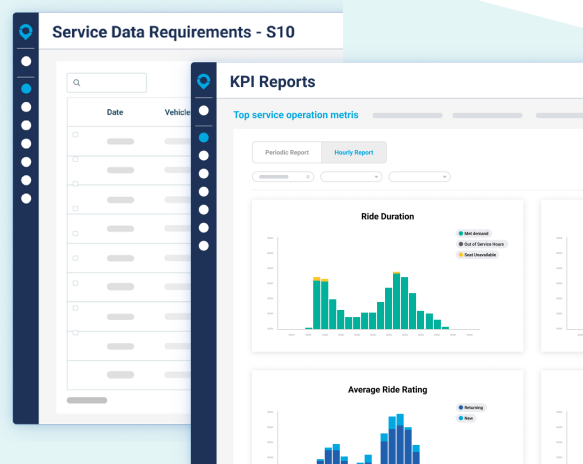 Service Data Requirements - S10
Date
Vehicle
KPI Reports
Top service operation metris
Periodic Report
Hourly Report
Ride Duration
Met demand
Out of Service Hours
Seat Unavailable
Average Ride Rating
Returning
New